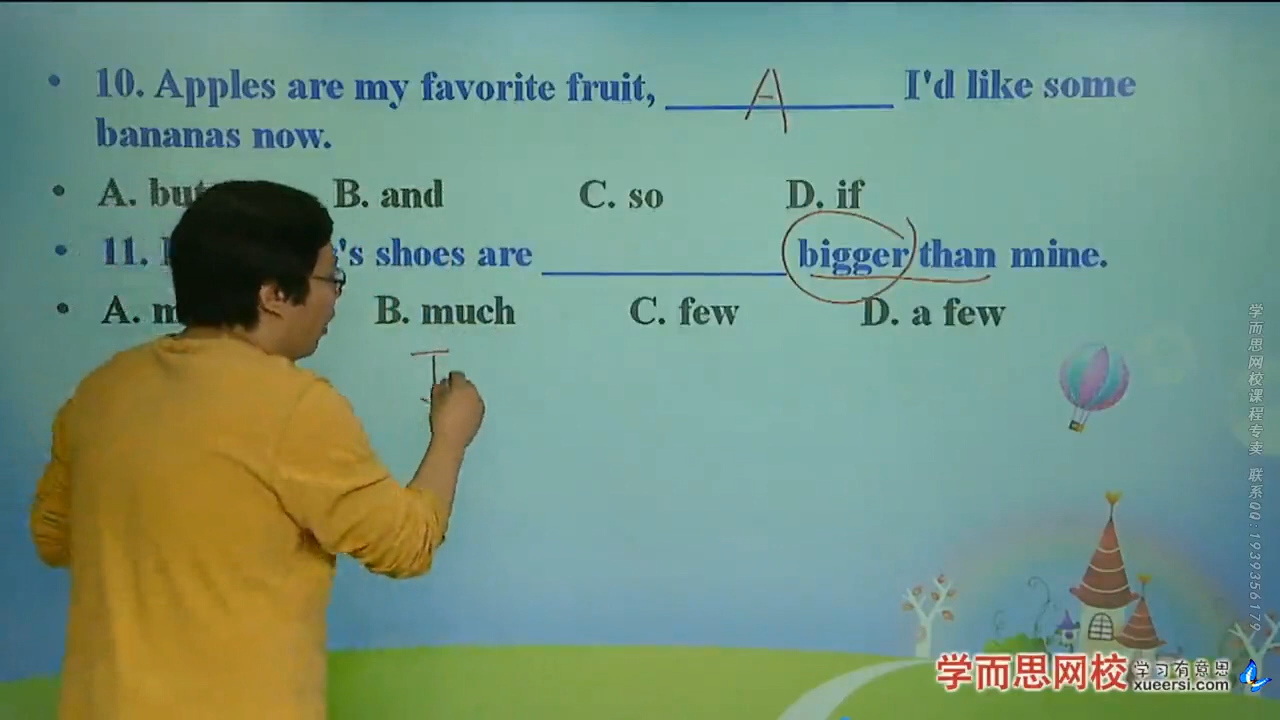 • 10. Apples are my favorite fruit, ________ A I'd like some
bananas now.
• A. but B. and C. so D. if
• 11. 's shoes are ________ bigger than mine.
• A. B. much C. few D. a few
T
学而思网校课程专卖 联系QQ:1939356179
学而思网校 学习有意思
xueersi.com